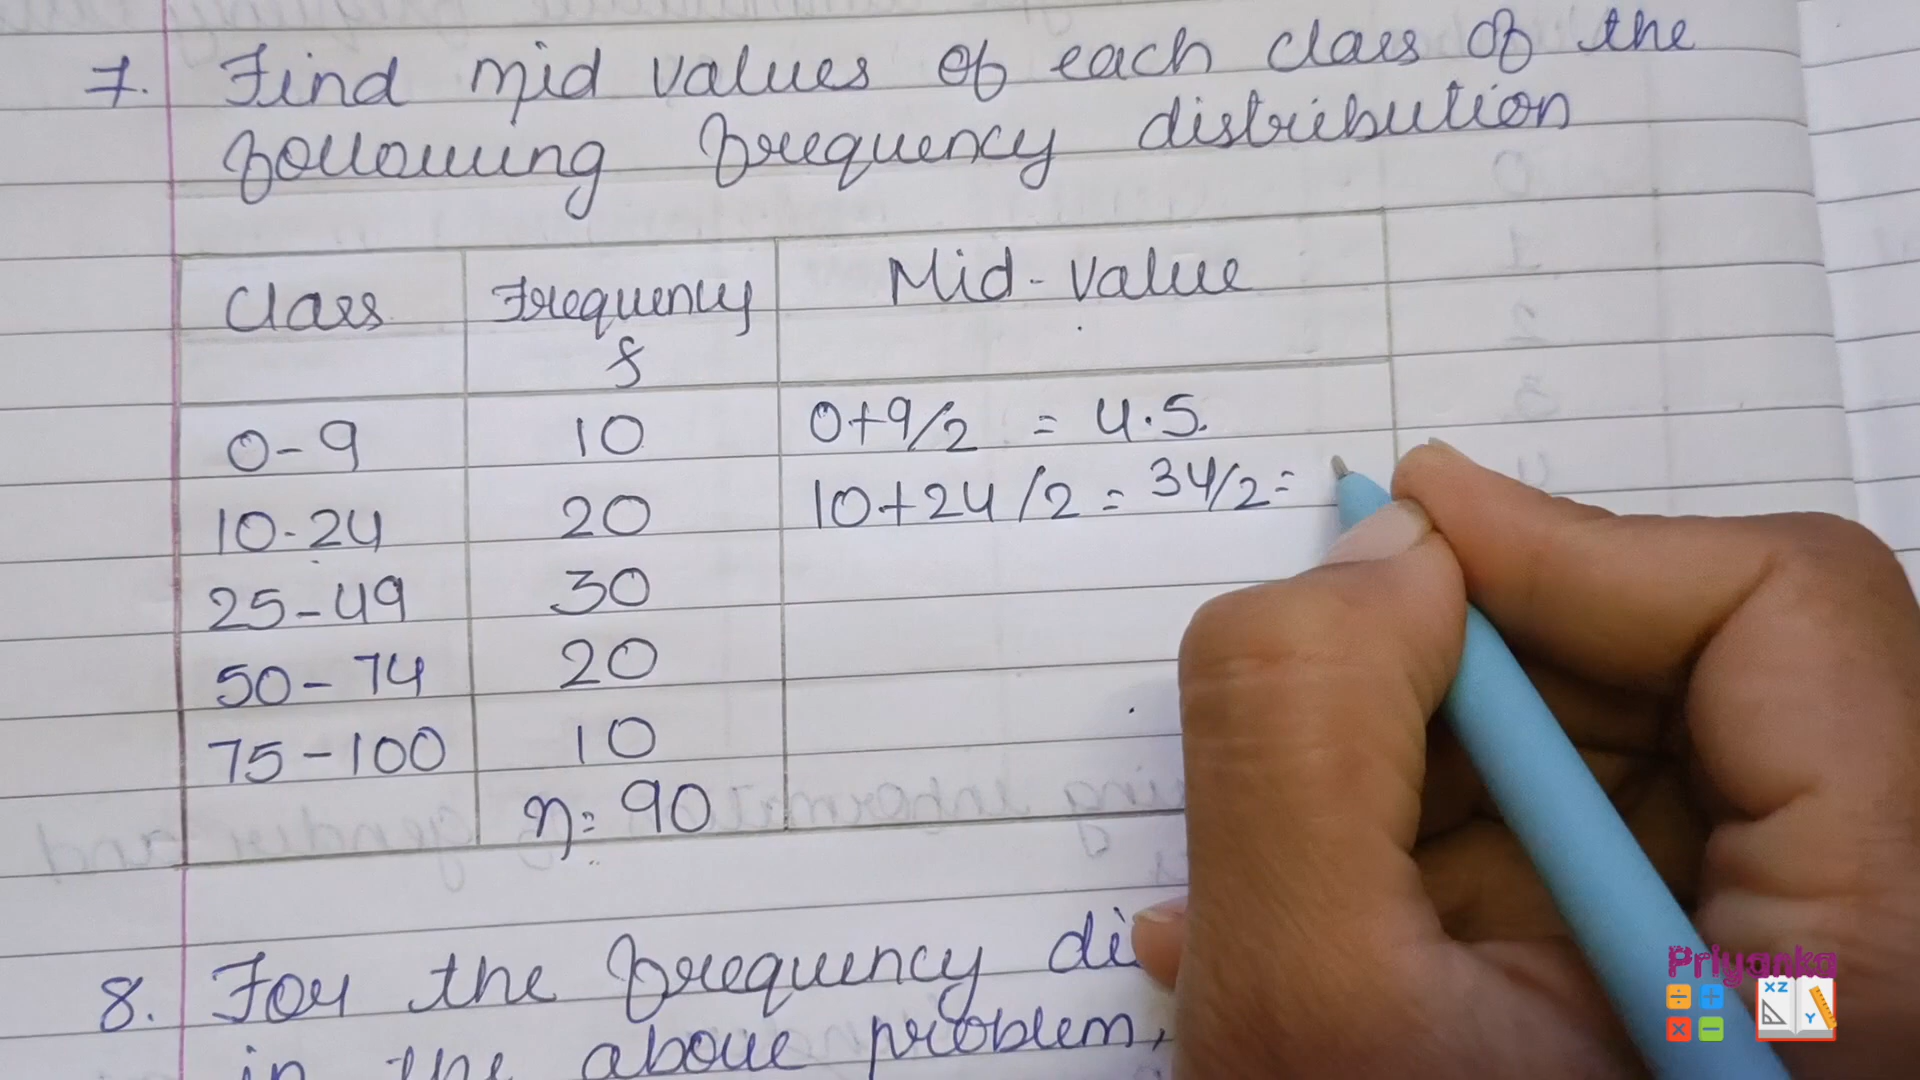 7. Find mid values of each class of the
following frequency distribution
Class Frequency f Mid-Value
0-9 10 0+9/2 = 4.5.
10-24 20 10+24/2 = 34/2=
25-49 30
50-74 20
75-100 10
n=90
8. For the frequency di
in the above problem,
Priyanka
XZ
Y